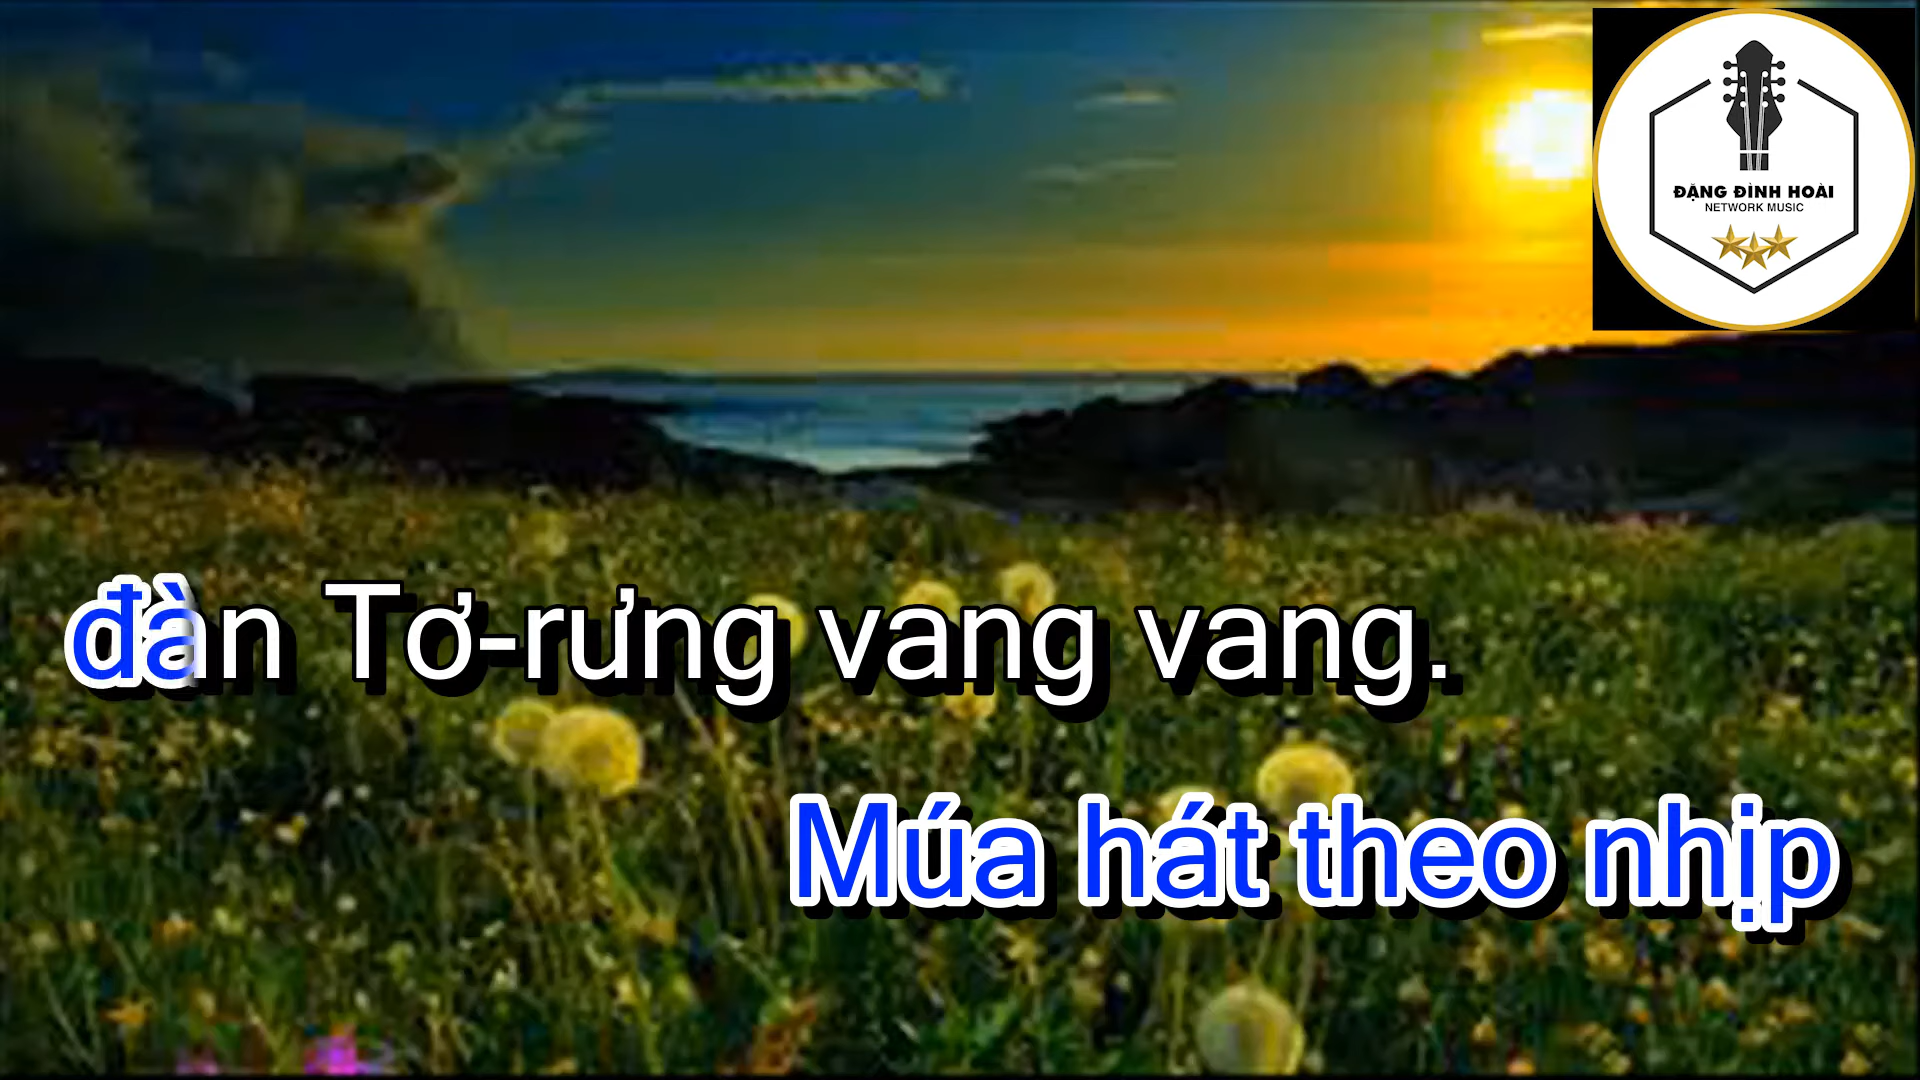 ĐẶNG ĐÌNH HOÀI
NETWORK MUSIC
đàn Tơ-rưng vang vang.
Múa hát theo nhịp